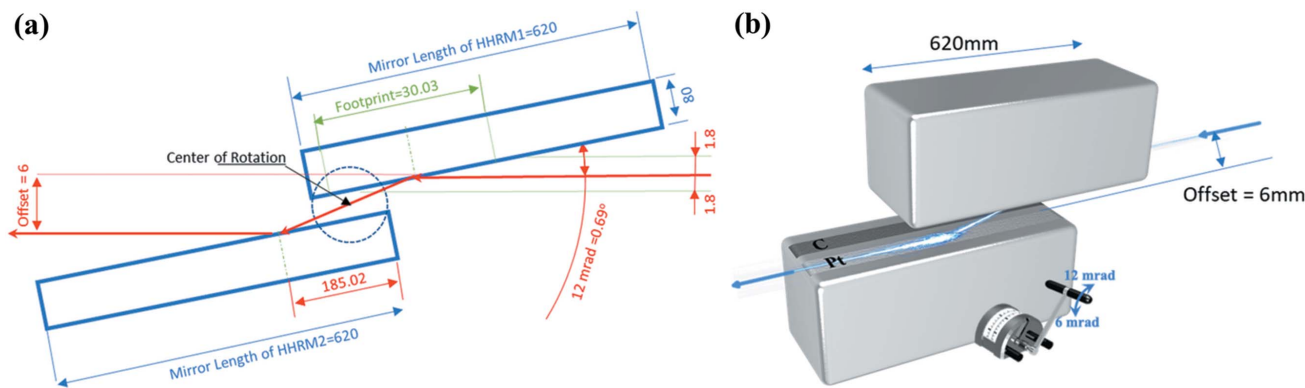 (a)
Mirror Length of HHRM1=620
Footprint=30.03
80
Center of Rotation
1.8
1.8
Offset = 6
12 mrad =0.69°
185.02
Mirror Length of HHRM2=620
(b)
620mm
Offset = 6mm
C
Pt
12 mrad
6 mrad